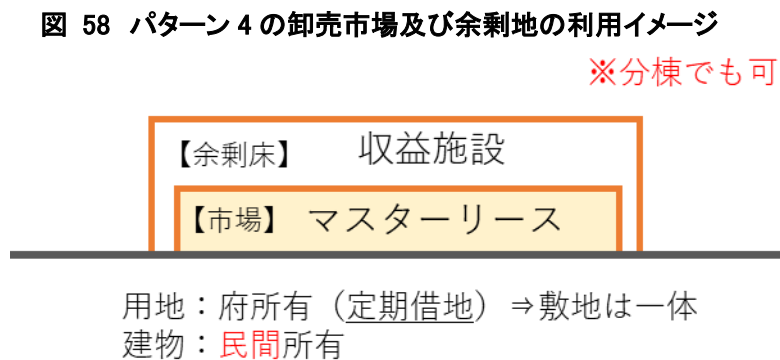 図 58 パターン 4 の卸売市場及び余剰地の利用イメージ
※分棟でも可
【余剰床】 収益施設
【市場】 マスターリース
用地：府所有（定期借地）⇒敷地は一体
建物：民間所有